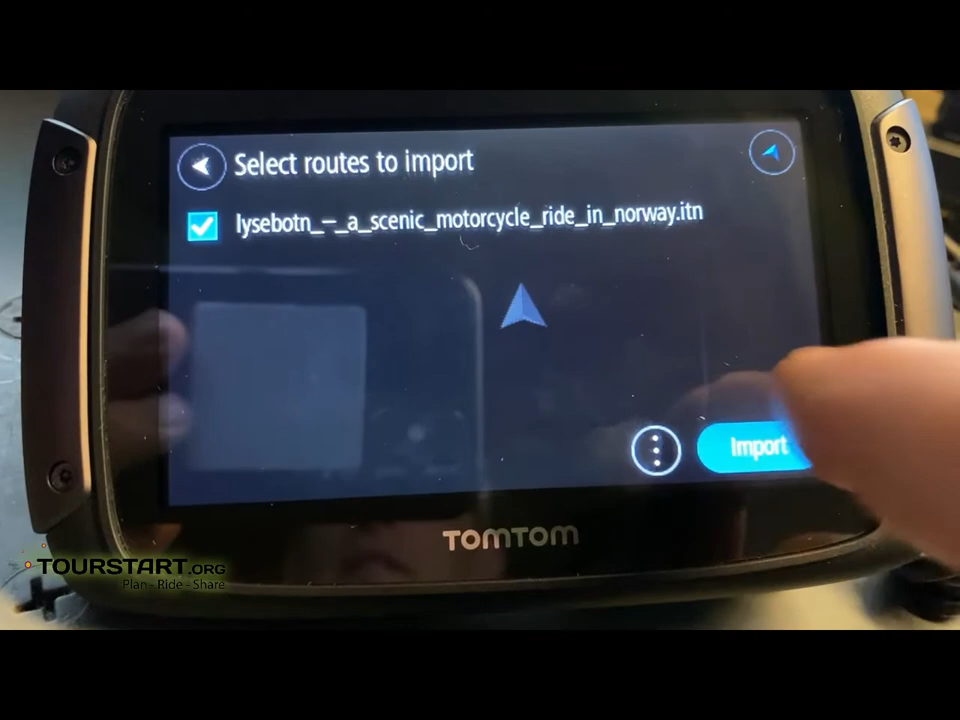 Select routes to import
lysebotn_–_a_scenic_motorcycle_ride_in_norway.itn
Import
TOMTOM
TOURSTART.ORG
Plan - Ride - Share